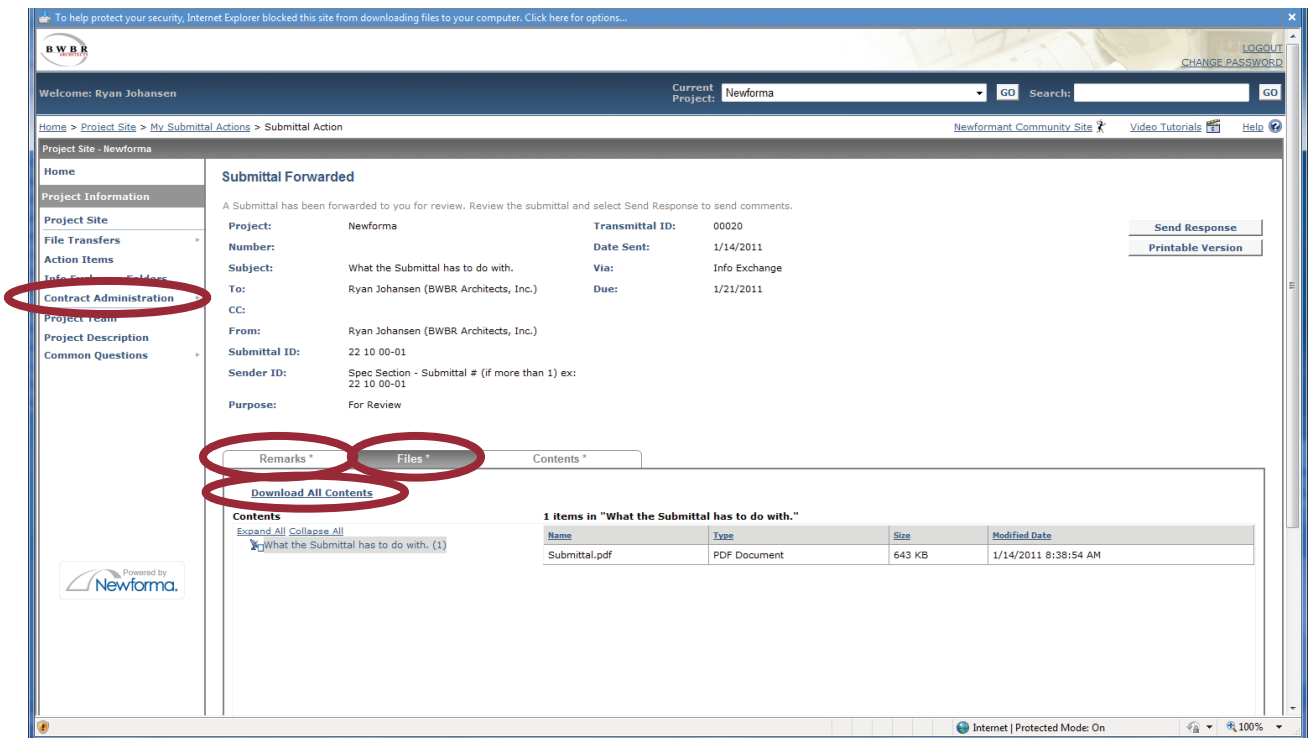 To help protect your security, Internet Explorer blocked this site from downloading files to your computer. Click here for options...
BWBR
ARCHITECTS
LOGOUT
CHANGE PASSWORD
Welcome: Ryan Johansen
Current Project: Newforma GO Search: GO
Home > Project Site > My Submittal Actions > Submittal Action Newformant Community Site Video Tutorials Help
Project Site - Newforma
Home
Project Information
Project Site
File Transfers
Action Items
Info Exchange Folders
Contract Administration
Project Team
Project Description
Common Questions
Powered by
Newforma.
Submittal Forwarded
A Submittal has been forwarded to you for review. Review the submittal and select Send Response to send comments.
Project: Newforma Transmittal ID: 00020 Send Response
Number: Date Sent: 1/14/2011 Printable Version
Subject: What the Submittal has to do with. Via: Info Exchange
To: Ryan Johansen (BWBR Architects, Inc.) Due: 1/21/2011
CC:
From: Ryan Johansen (BWBR Architects, Inc.)
Submittal ID: 22 10 00-01
Sender ID: Spec Section - Submittal # (if more than 1) ex:
22 10 00-01
Purpose: For Review
Remarks * Files * Contents *
Download All Contents
Contents 1 items in "What the Submittal has to do with."
Expand All Collapse All Name Type Size Modified Date
What the Submittal has to do with. (1) Submittal.pdf PDF Document 643 KB 1/14/2011 8:38:54 AM
Internet | Protected Mode: On 100%